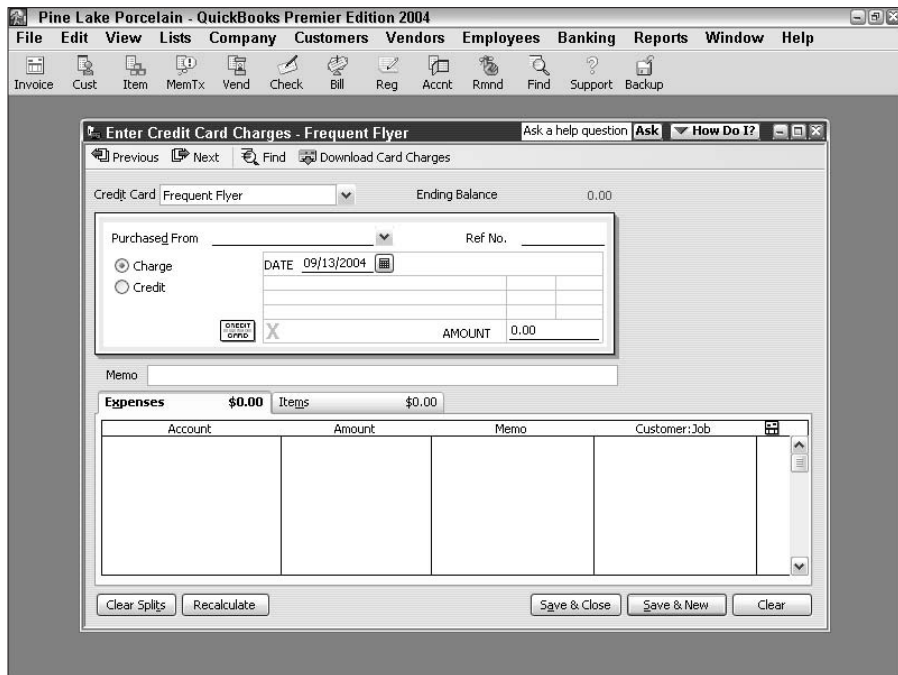 Pine Lake Porcelain - QuickBooks Premier Edition 2004
File Edit View Lists Company Customers Vendors Employees Banking Reports Window Help
Invoice Cust Item MemTx Vend Check Bill Reg Accnt Rmnd Find Support Backup
Enter Credit Card Charges - Frequent Flyer Ask a help question Ask How Do I?
Previous Next Find Download Card Charges
Credit Card Frequent Flyer Ending Balance 0.00
Purchased From Ref No.
Charge DATE 09/13/2004
Credit
CREDIT
CARD X AMOUNT 0.00
Memo
Expenses $0.00 Items $0.00
Account Amount Memo Customer:Job
Clear Splits Recalculate Save & Close Save & New Clear